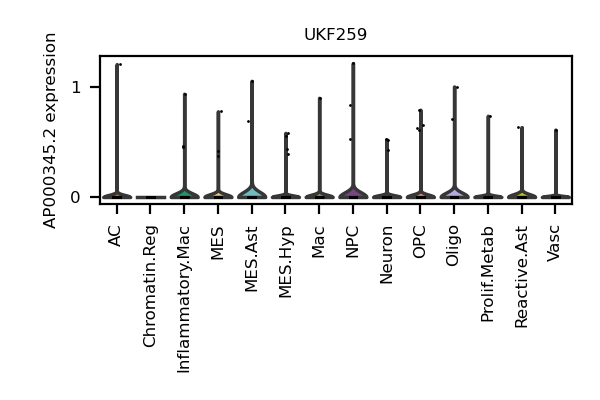 UKF259
AP000345.2 expression
1
0
AC
Chromatin.Reg
Inflammatory.Mac
MES
MES.Ast
MES.Hyp
Mac
NPC
Neuron
OPC
Oligo
Prolif.Metab
Reactive.Ast
Vasc